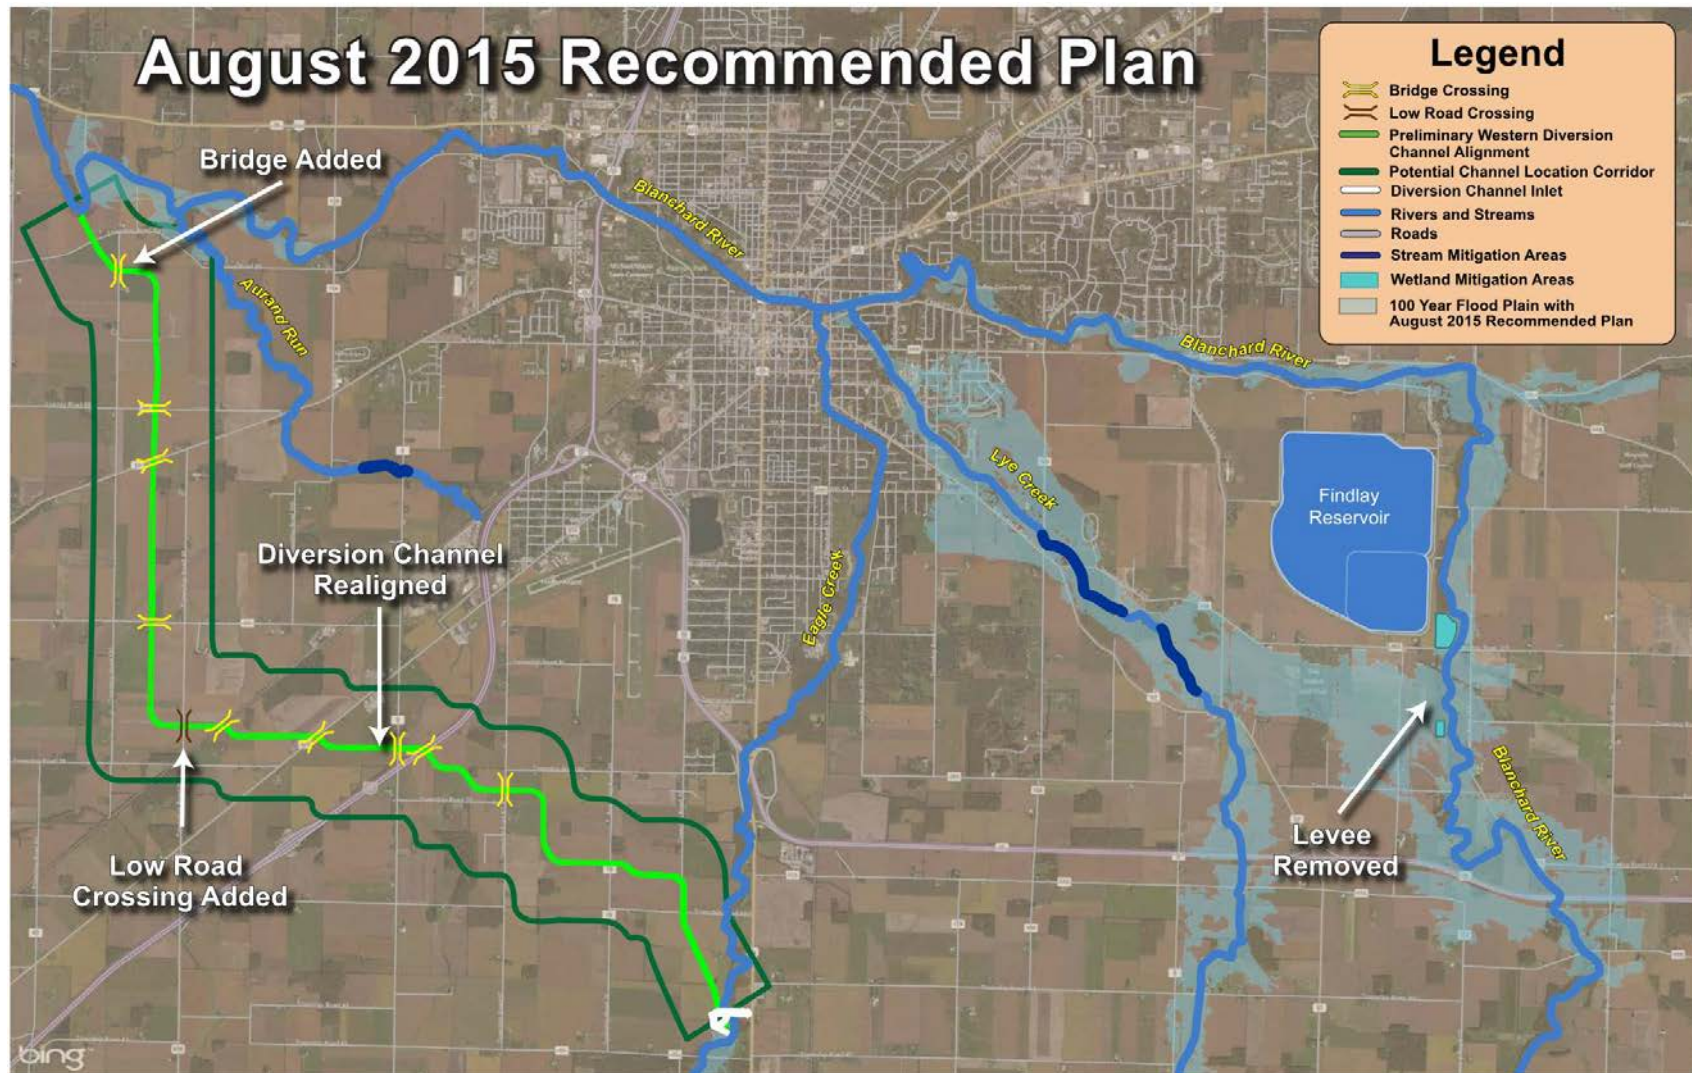 August 2015 Recommended Plan
Legend
Bridge Crossing
Low Road Crossing
Preliminary Western Diversion
Channel Alignment
Potential Channel Location Corridor
Diversion Channel Inlet
Rivers and Streams
Roads
Stream Mitigation Areas
Wetland Mitigation Areas
100 Year Flood Plain with
August 2015 Recommended Plan
Bridge Added
Blanchard River
Aurand Run
Blanchard River
Lye Creek
Findlay
Reservoir
Diversion Channel
Realigned
Eagle Creek
Blanchard River
Levee
Removed
Low Road
Crossing Added
bing